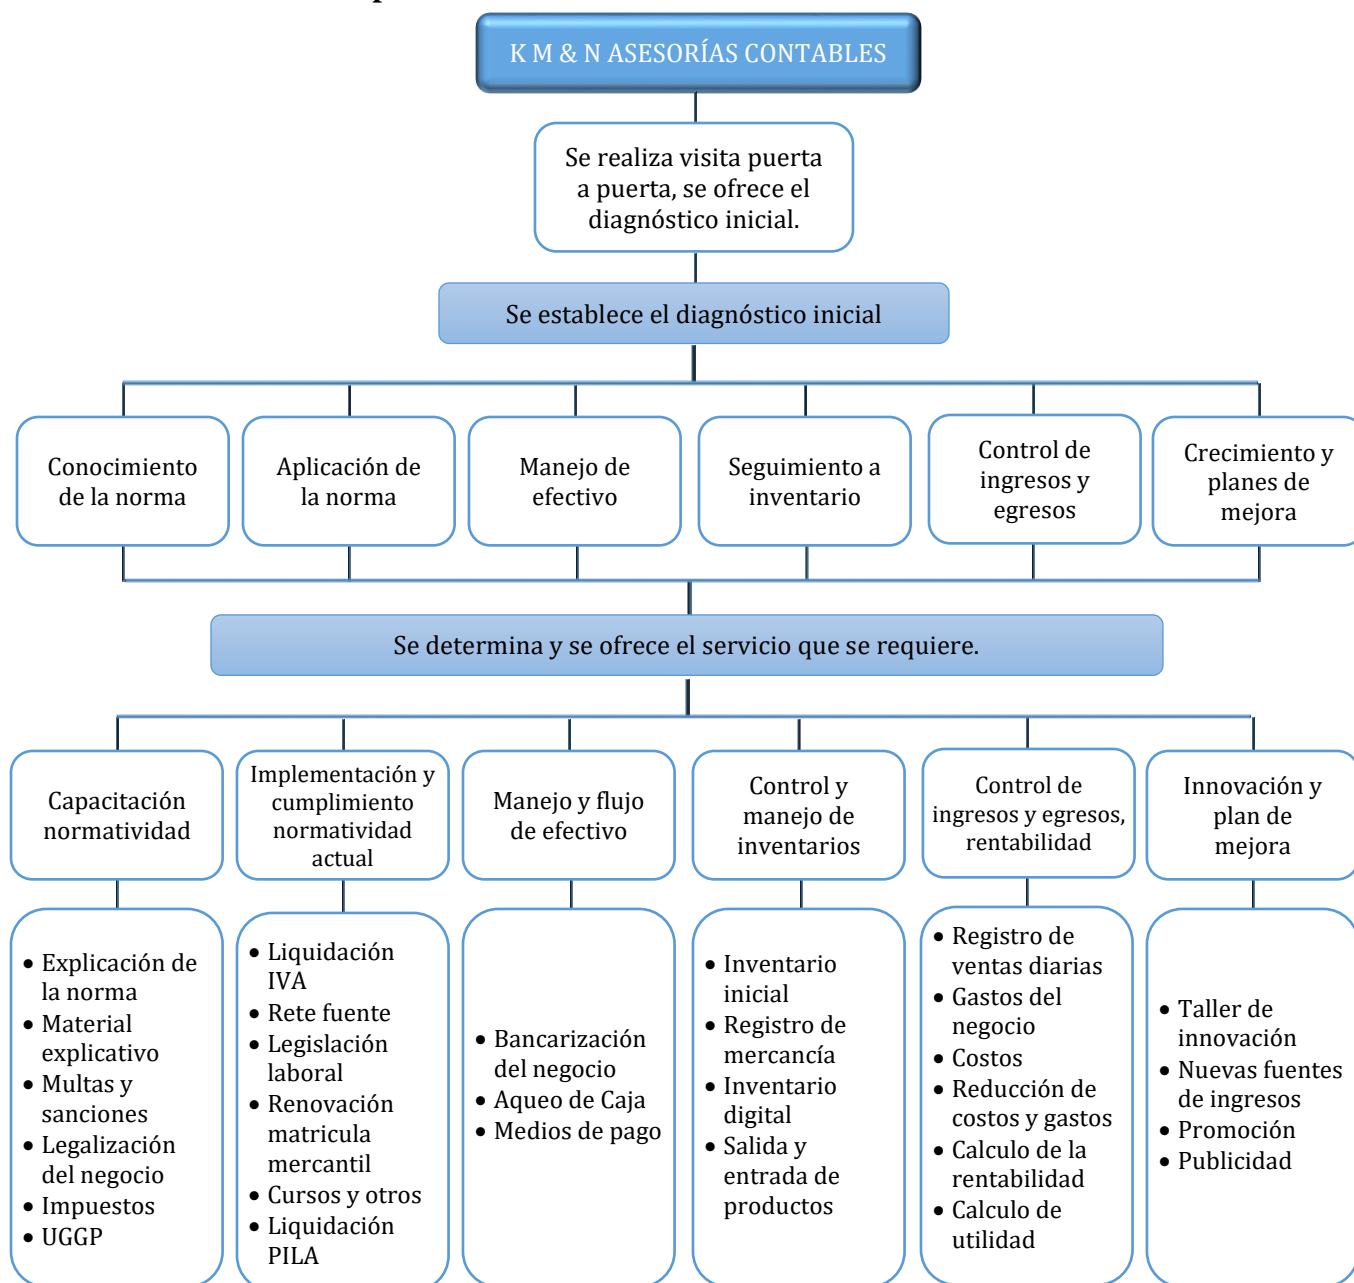 K M & N ASESORÍAS CONTABLES
Se realiza visita puerta
a puerta, se ofrece el
diagnóstico inicial.
Se establece el diagnóstico inicial
Conocimiento
de la norma
Aplicación de
la norma
Manejo de
efectivo
Seguimiento a
inventario
Control de
ingresos y
egresos
Crecimiento y
planes de
mejora
Se determina y se ofrece el servicio que se requiere.
Capacitación
normatividad
Implementación y
cumplimiento
normatividad
actual
Manejo y flujo
de efectivo
Control y
manejo de
inventarios
Control de
ingresos y egresos,
rentabilidad
Innovación y
plan de
mejora
• Explicación de
la norma
• Material
explicativo
• Multas y
sanciones
• Legalización
del negocio
• Impuestos
• UGGP
• Liquidación
IVA
• Rete fuente
• Legislación
laboral
• Renovación
matricula
mercantil
• Cursos y otros
• Liquidación
PILA
• Bancarización
del negocio
• Aqueo de Caja
• Medios de pago
• Inventario
inicial
• Registro de
mercancía
• Inventario
digital
• Salida y
entrada de
productos
• Registro de
ventas diarias
• Gastos del
negocio
• Costos
• Reducción de
costos y gastos
• Calculo de la
rentabilidad
• Calculo de
utilidad
• Taller de
innovación
• Nuevas fuentes
de ingresos
• Promoción
• Publicidad